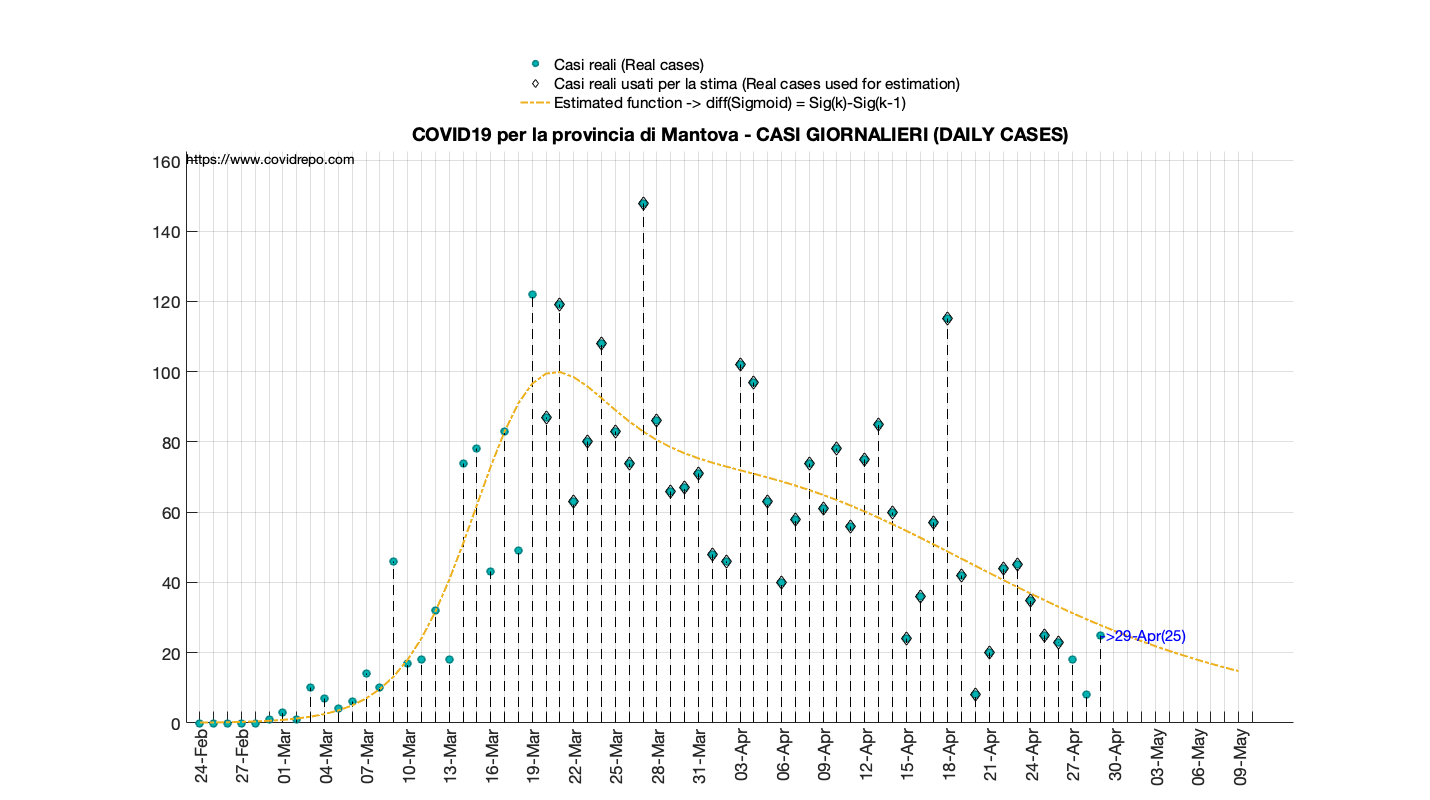 Casi reali (Real cases)
Casi reali usati per la stima (Real cases used for estimation)
Estimated function -> diff(Sigmoid) = Sig(k)-Sig(k-1)
COVID19 per la provincia di Mantova - CASI GIORNALIERI (DAILY CASES)
https://www.covidrepo.com
160
140
120
100
80
60
40
20
0
>29-Apr(25)
24-Feb
27-Feb
01-Mar
04-Mar
07-Mar
10-Mar
13-Mar
16-Mar
19-Mar
22-Mar
25-Mar
28-Mar
31-Mar
03-Apr
06-Apr
09-Apr
12-Apr
15-Apr
18-Apr
21-Apr
24-Apr
27-Apr
30-Apr
03-May
06-May
09-May